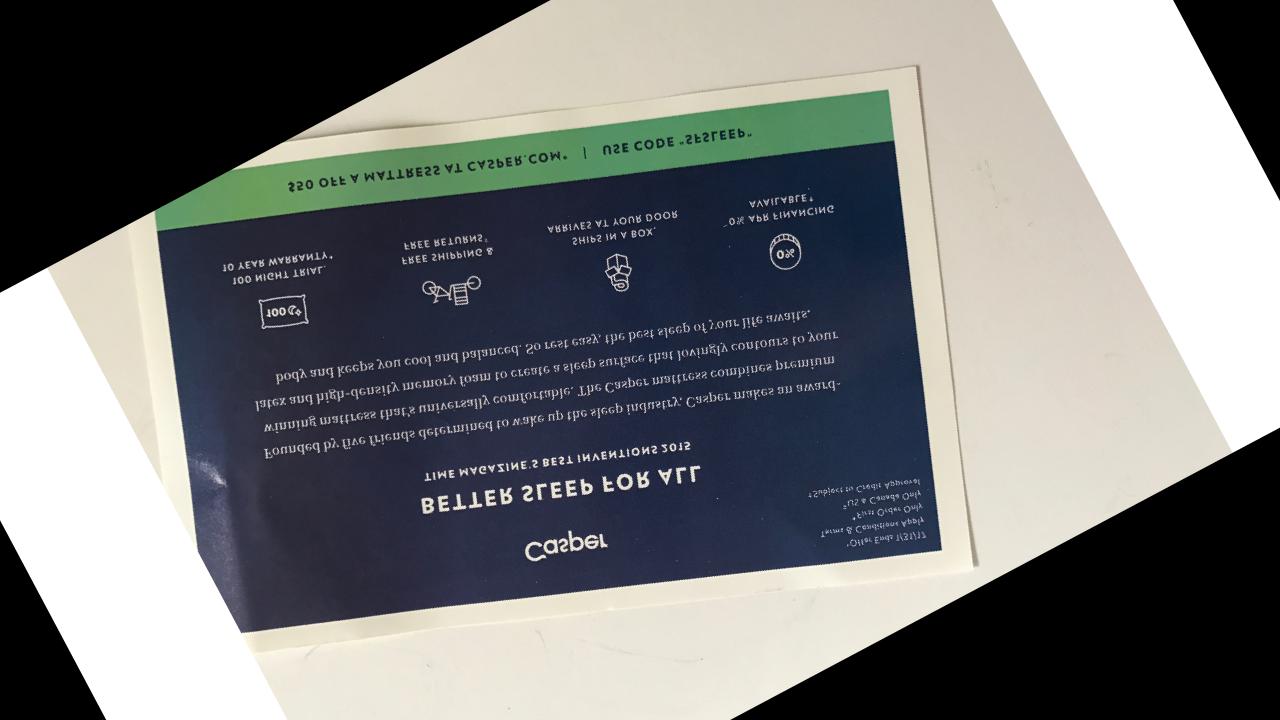 Casper
BETTER SLEEP FOR ALL
TIME MAGAZINE'S BEST INVENTIONS 2015
Founded by five friends determined to wake up the sleep industry, Casper makes an award-
winning mattress that's universally comfortable. The Casper mattress combines premium
latex and high-density memory foam to create a sleep surface that lovingly contours to your
body and keeps you cool and balanced. So rest easy, the best sleep of your life awaits.
100
100 NIGHT TRIAL.
10 YEAR WARRANTY.*
FREE SHIPPING &
FREE RETURNS.°
SHIPS IN A BOX.
ARRIVES AT YOUR DOOR
0%
0% APR FINANCING
AVAILABLE†
$50 OFF A MATTRESS AT CASPER.COM* | USE CODE "SFSLEEP"
*Offer Ends 1/31/17
Terms & Conditions Apply
*First Order Only
°US & Canada Only
†Subject to Credit Approval